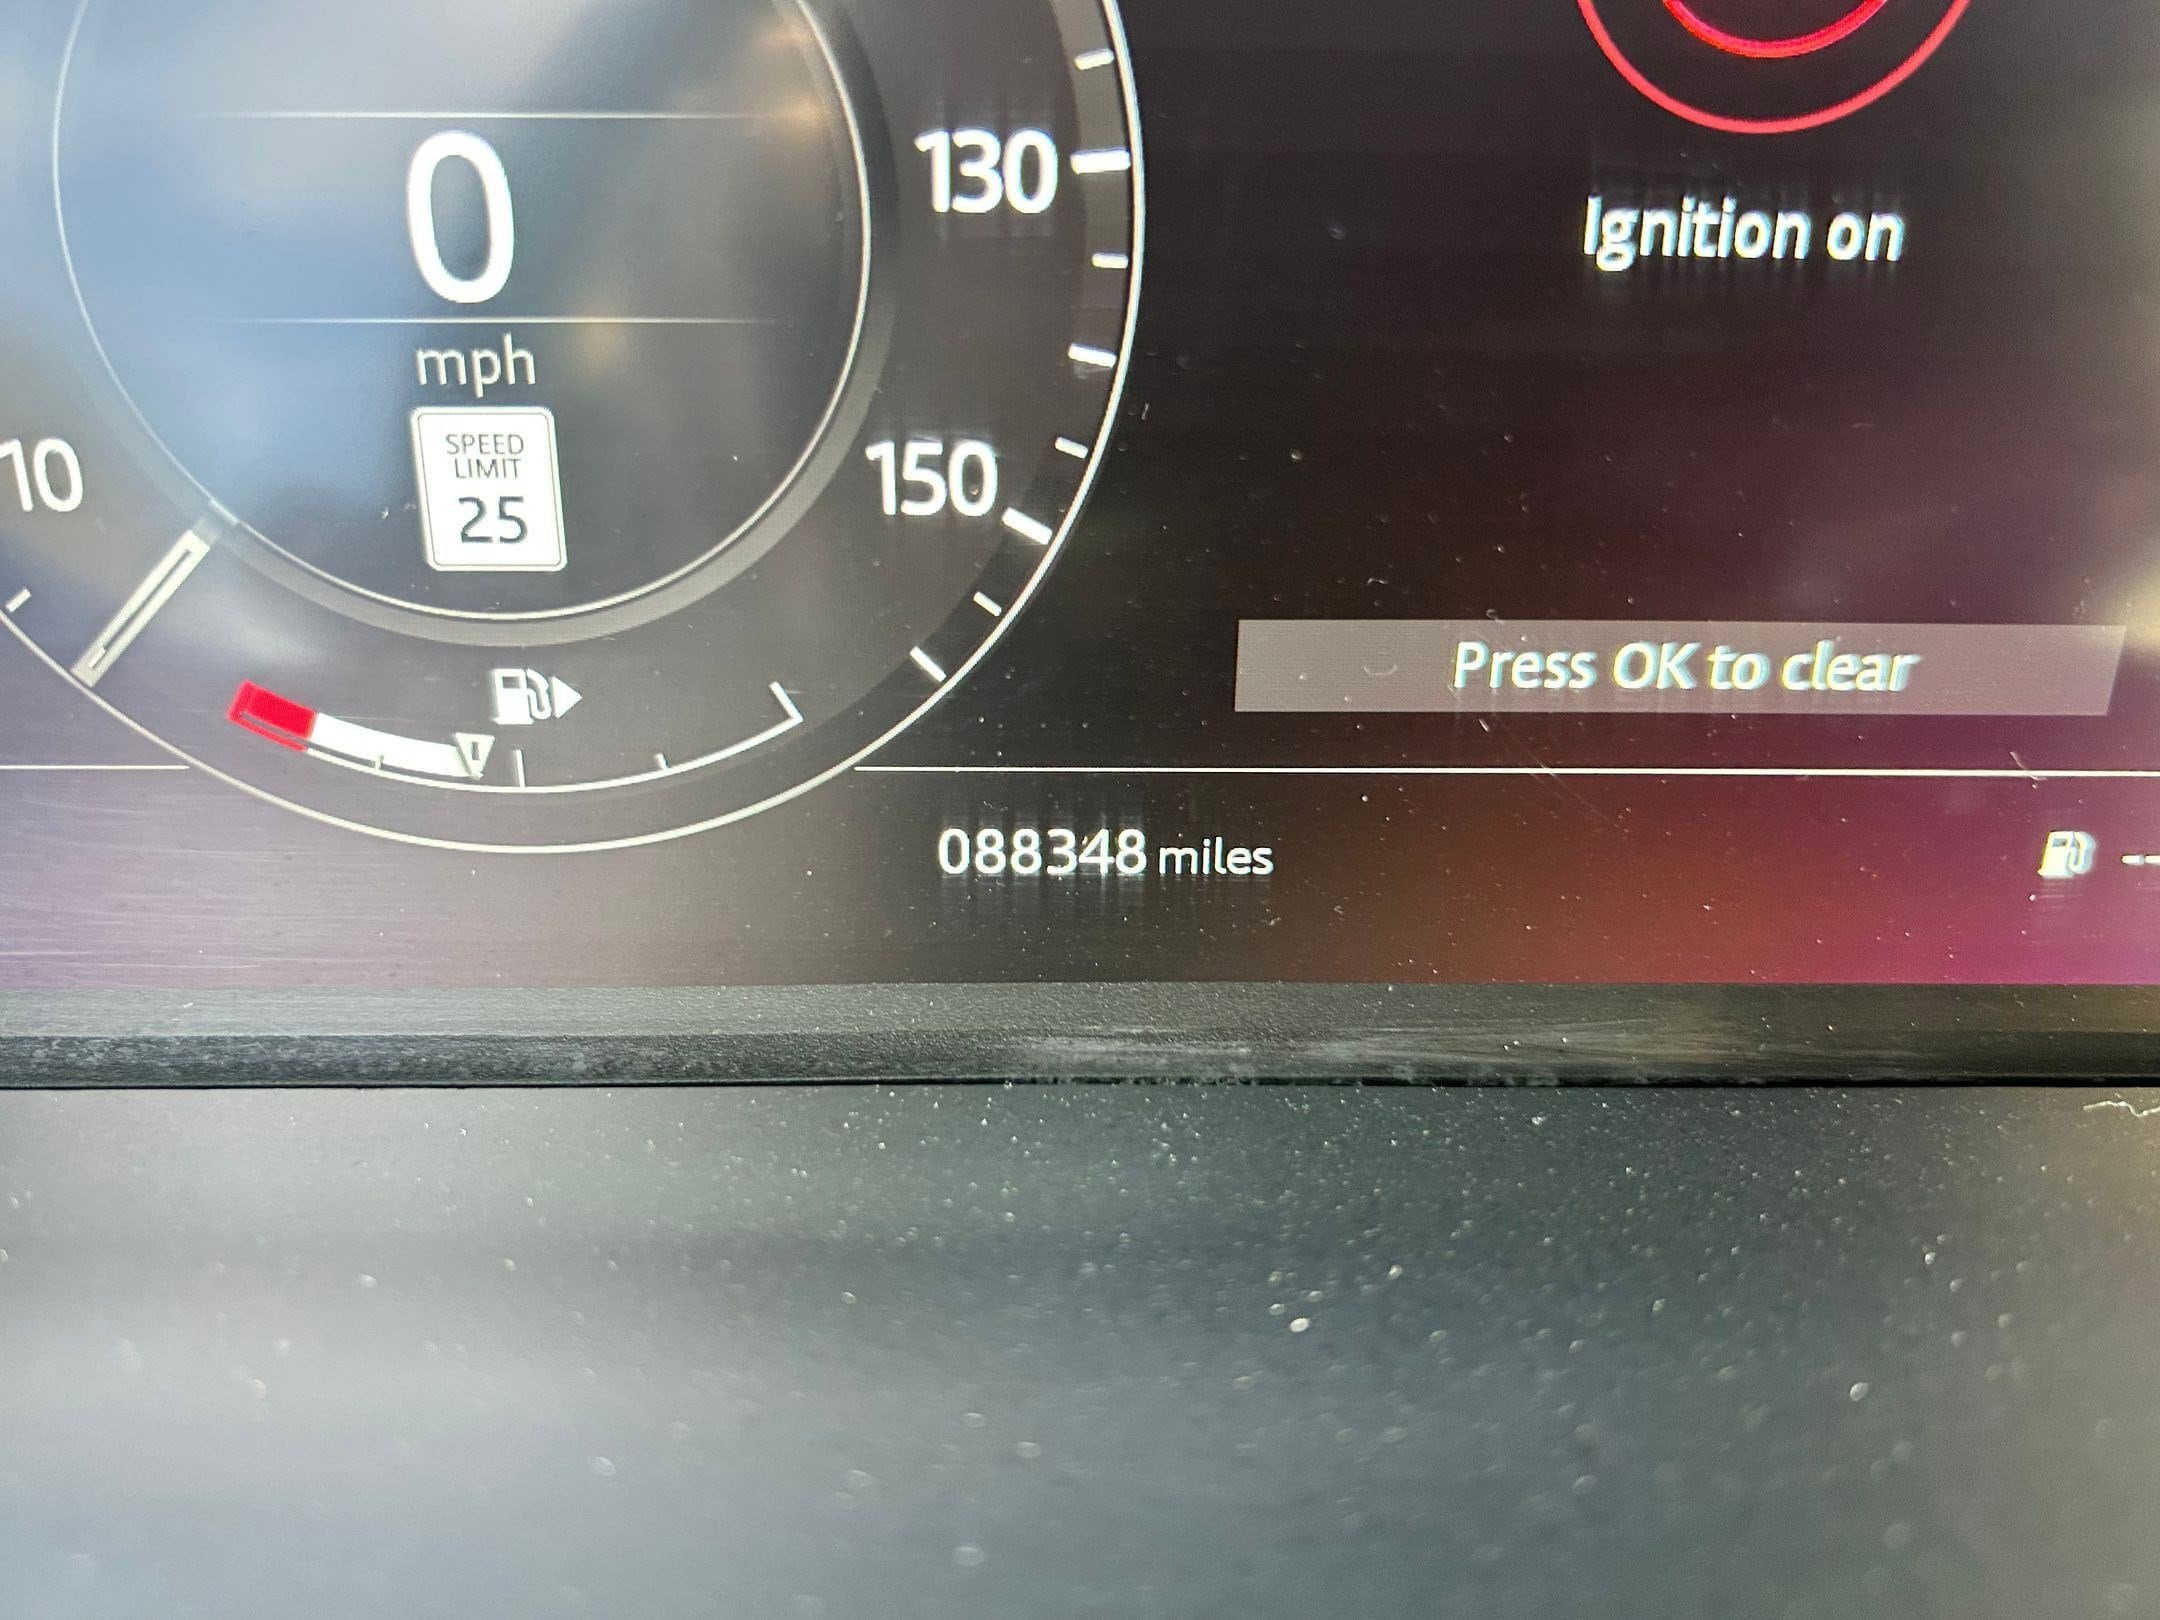 0
mph
SPEED
LIMIT
25
10
130
150
Ignition on
Press OK to clear
088348 miles
--